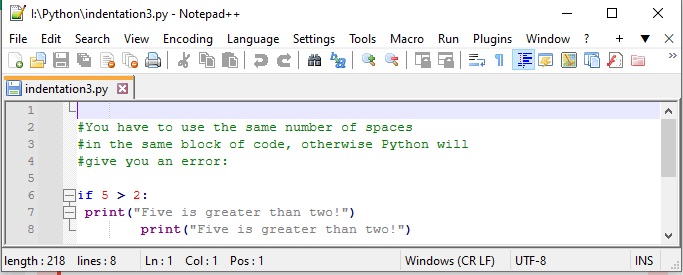 I:\Python\indentation3.py - Notepad++
File Edit Search View Encoding Language Settings Tools Macro Run Plugins Window ? + ▼ X
indentation3.py
1
2 #You have to use the same number of spaces
3 #in the same block of code, otherwise Python will
4 #give you an error:
5
6 if 5 > 2:
7  print("Five is greater than two!")
8         print("Five is greater than two!")
length : 218 lines : 8 Ln : 1 Col : 1 Pos : 1 Windows (CR LF) UTF-8 INS